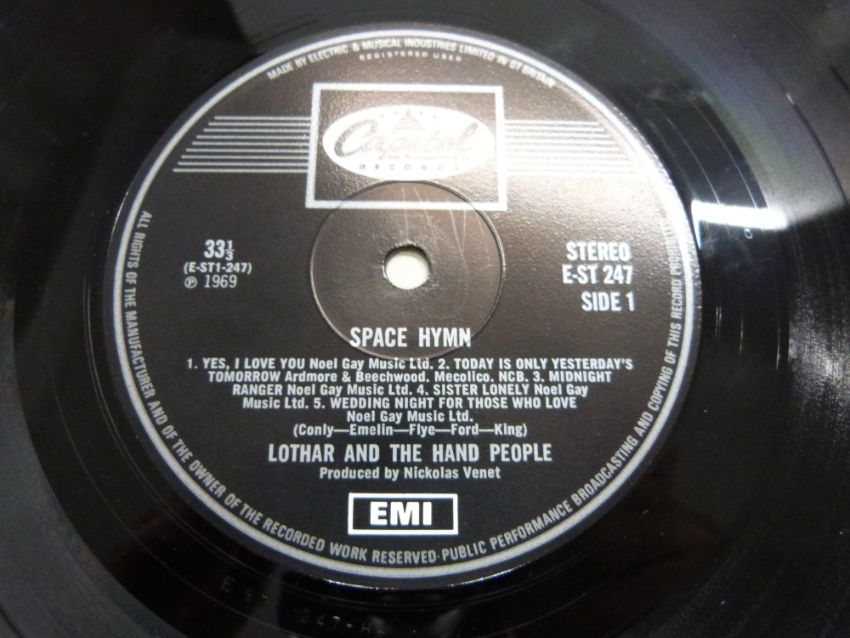 MADE BY ELECTRIC & MUSICAL INDUSTRIES LIMITED IN GT BRITAIN
REGISTERED USER
Capitol
RECORDS
33⅓
(E-ST1-247)
℗ 1969
STEREO
E-ST 247
SIDE 1
SPACE HYMN
1. YES, I LOVE YOU Noel Gay Music Ltd. 2. TODAY IS ONLY YESTERDAY'S
TOMORROW Ardmore & Beechwood. Mecolico. NCB. 3. MIDNIGHT
RANGER Noel Gay Music Ltd. 4. SISTER LONELY Noel Gay
Music Ltd. 5. WEDDING NIGHT FOR THOSE WHO LOVE
Noel Gay Music Ltd.
(Conly—Emelin—Flye—Ford—King)
LOTHAR AND THE HAND PEOPLE
Produced by Nickolas Venet
EMI
ALL RIGHTS OF THE MANUFACTURER AND OF THE OWNER OF THE RECORDED WORK RESERVED·PUBLIC PERFORMANCE BROADCASTING AND COPYING OF THIS RECORD